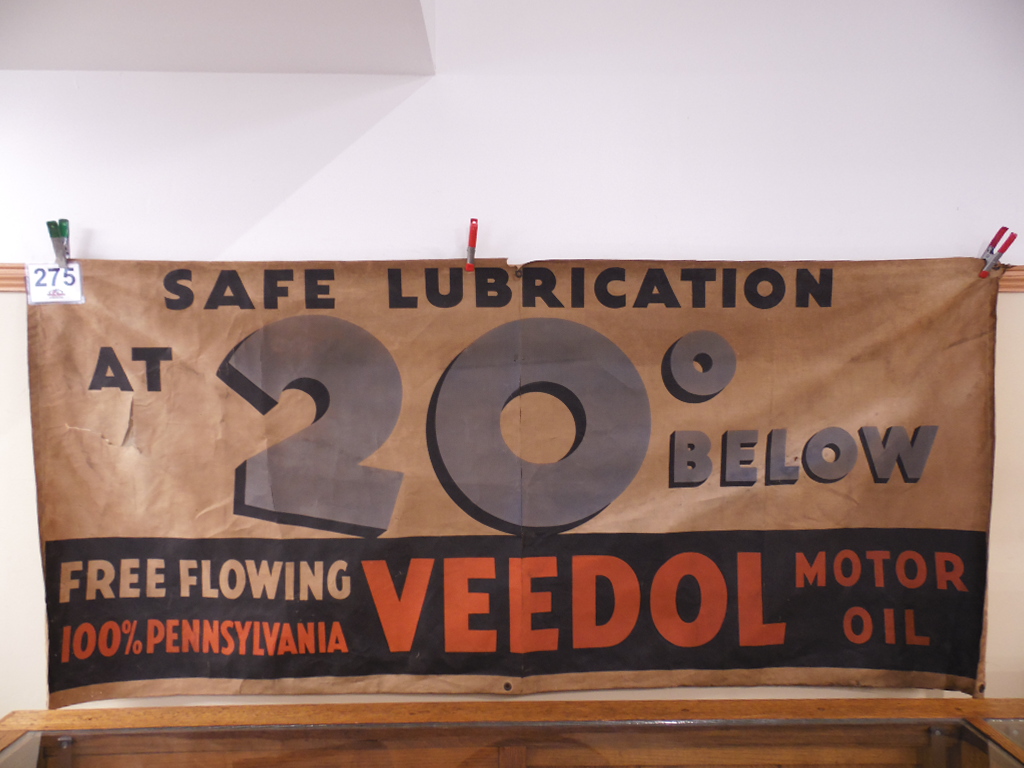 275
SAFE LUBRICATION
AT 20° BELOW
FREE FLOWING
100% PENNSYLVANIA
VEEDOL
MOTOR
OIL